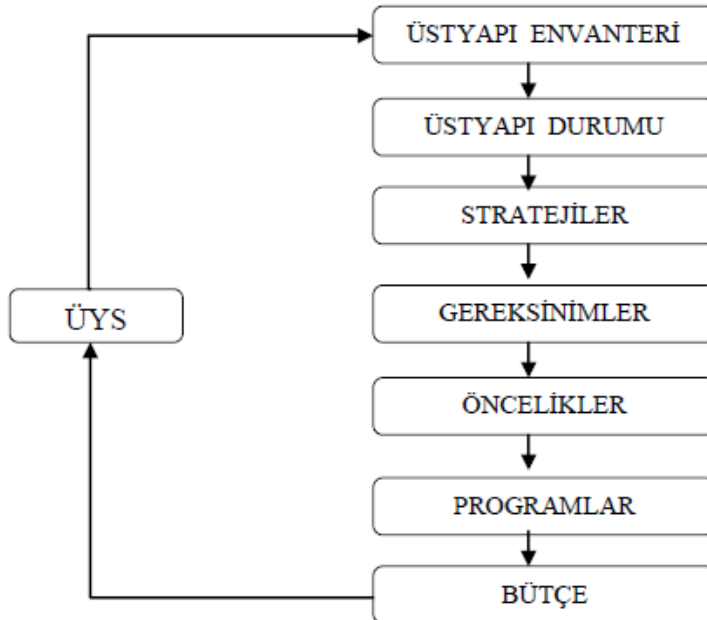 ÜSTYAPI ENVANTERİ
ÜSTYAPI DURUMU
STRATEJİLER
ÜYS
GEREKSİNİMLER
ÖNCELİKLER
PROGRAMLAR
BÜTÇE